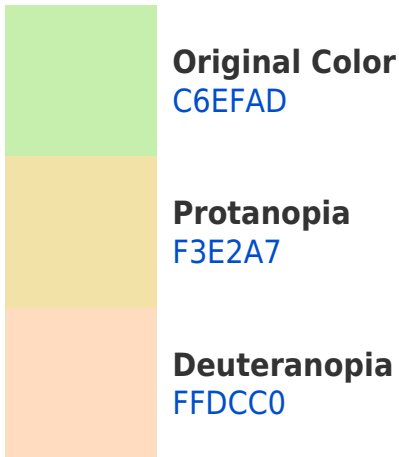 Original Color
C6EFAD
Protanopia
F3E2A7
Deuteranopia
FFDCC0